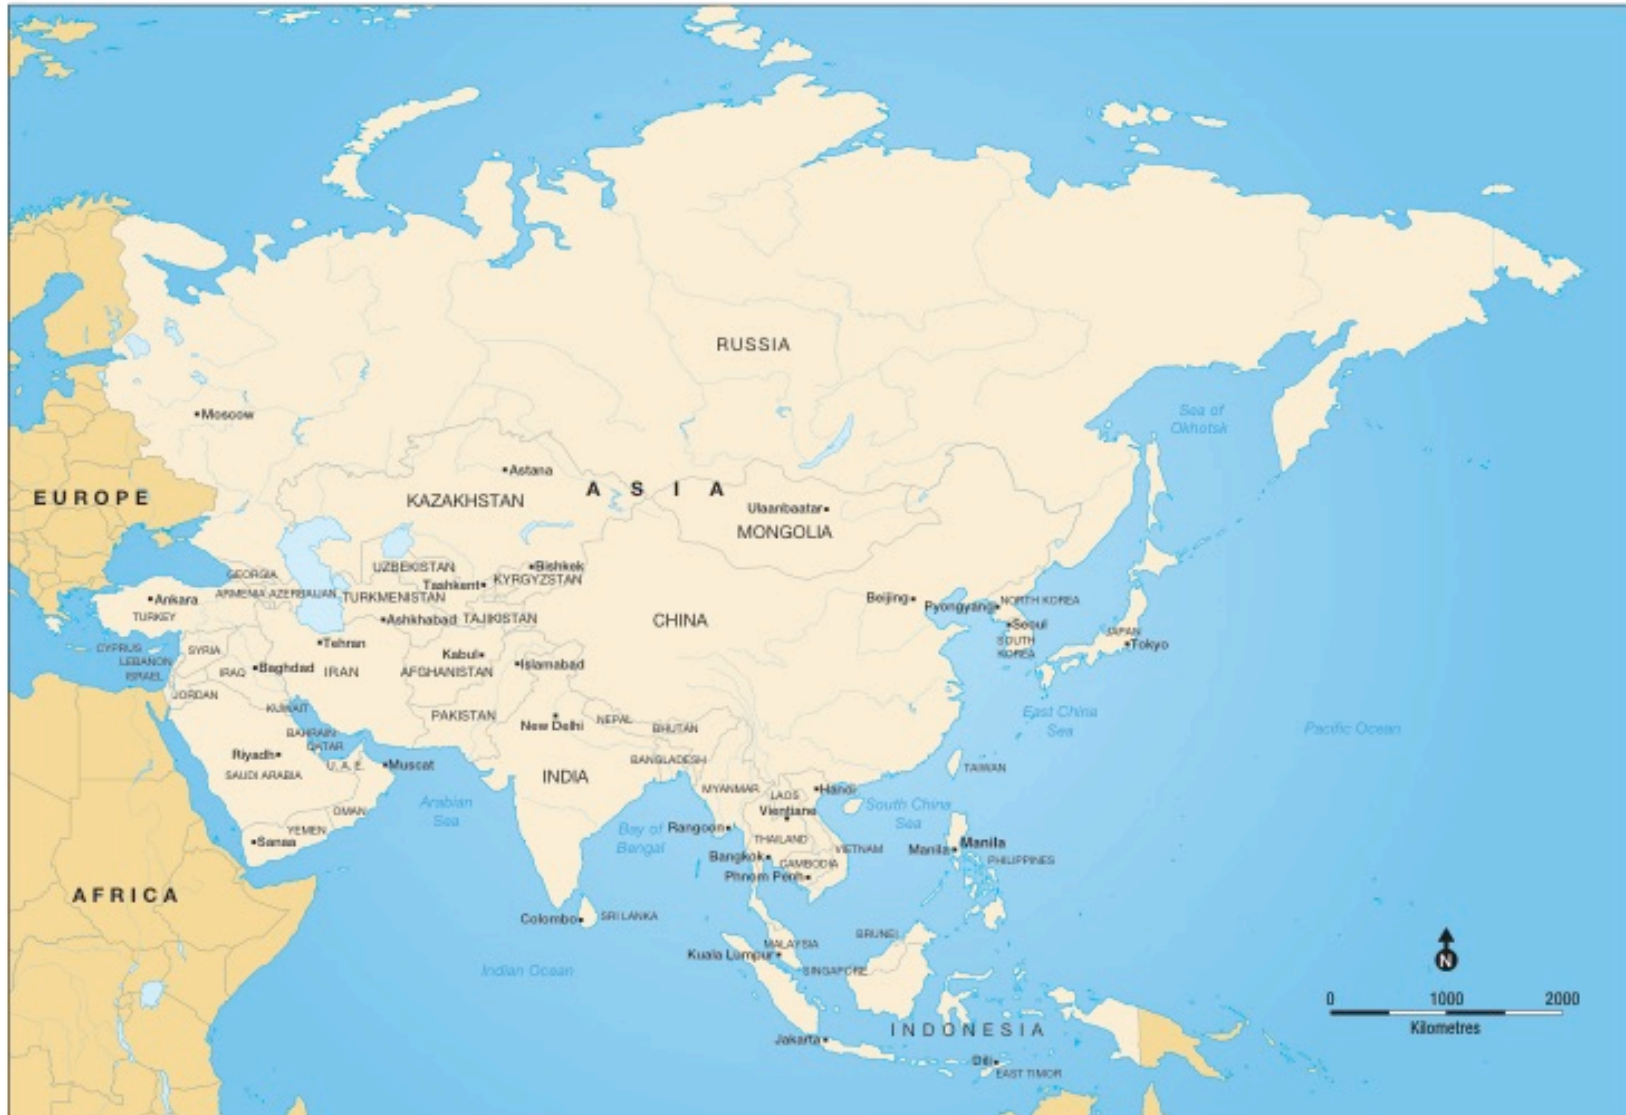 RUSSIA
Sea of
Okhotsk
Moscow
Astana
EUROPE
ASIA
KAZAKHSTAN
Ulaanbaatar
MONGOLIA
GEORGIA
UZBEKISTAN
Bishkek
Tashkent
KYRGYZSTAN
ARMENIA
AZERBAIJAN
TURKMENISTAN
Ankara
TURKEY
Ashkhabad
TAJIKISTAN
CHINA
Beijing
Pyongyang
NORTH KOREA
Seoul
SOUTH
KOREA
JAPAN
Tokyo
CYPRUS
LEBANON
ISRAEL
SYRIA
Tehran
IRAQ
Baghdad
IRAN
Kabul
AFGHANISTAN
Islamabad
JORDAN
KUWAIT
PAKISTAN
New Delhi
NEPAL
BHUTAN
East China
Sea
Pacific Ocean
BAHRAIN
QATAR
Riyadh
SAUDI ARABIA
U. A. E.
Muscat
INDIA
BANGLADESH
TAIWAN
OMAN
Arabian
Sea
MYANMAR
LAOS
Hanoi
Vientiane
South China
Sea
YEMEN
Sanaa
Bay of
Bengal
Rangoon
THAILAND
VIETNAM
Manila
Manila
Bangkok
CAMBODIA
PHILIPPINES
Phnom Penh
AFRICA
Colombo
SRI LANKA
BRUNEI
MALAYSIA
Kuala Lumpur
SINGAPORE
Indian Ocean
N
0 1000 2000
Kilometres
INDONESIA
Jakarta
Dili
EAST TIMOR